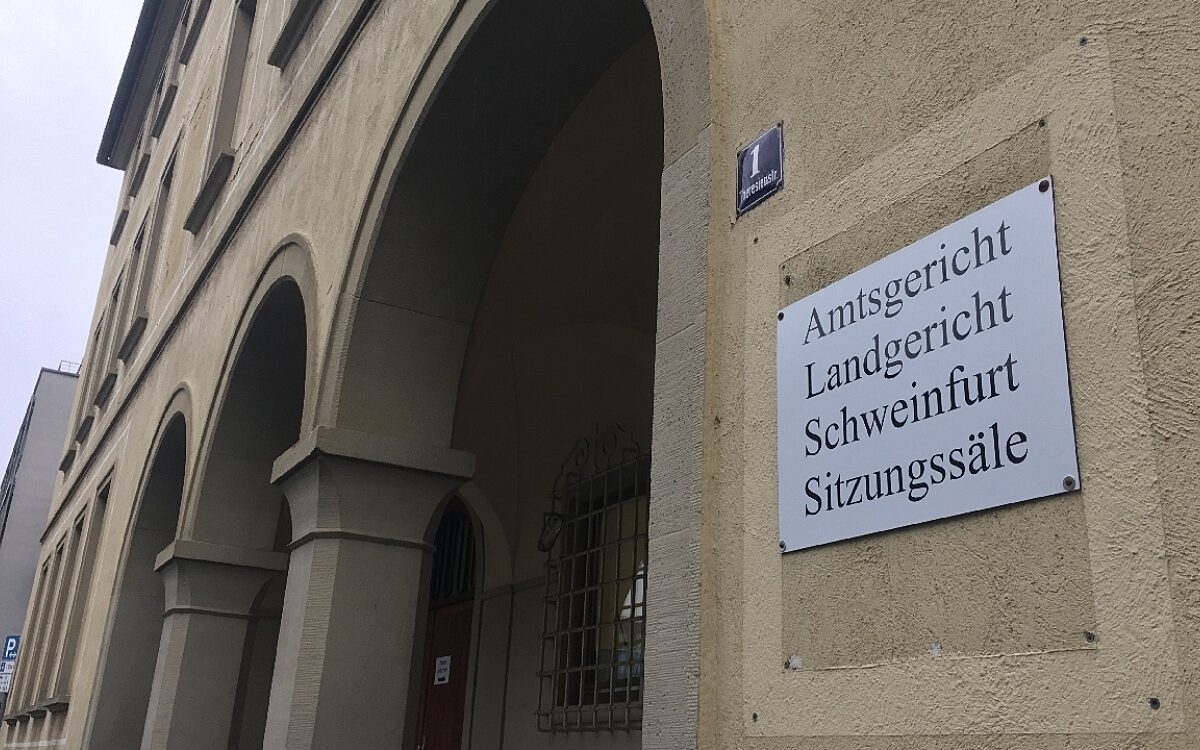 1
Theresienstr.
Amtsgericht
Landgericht
Schweinfurt
Sitzungssäle
P